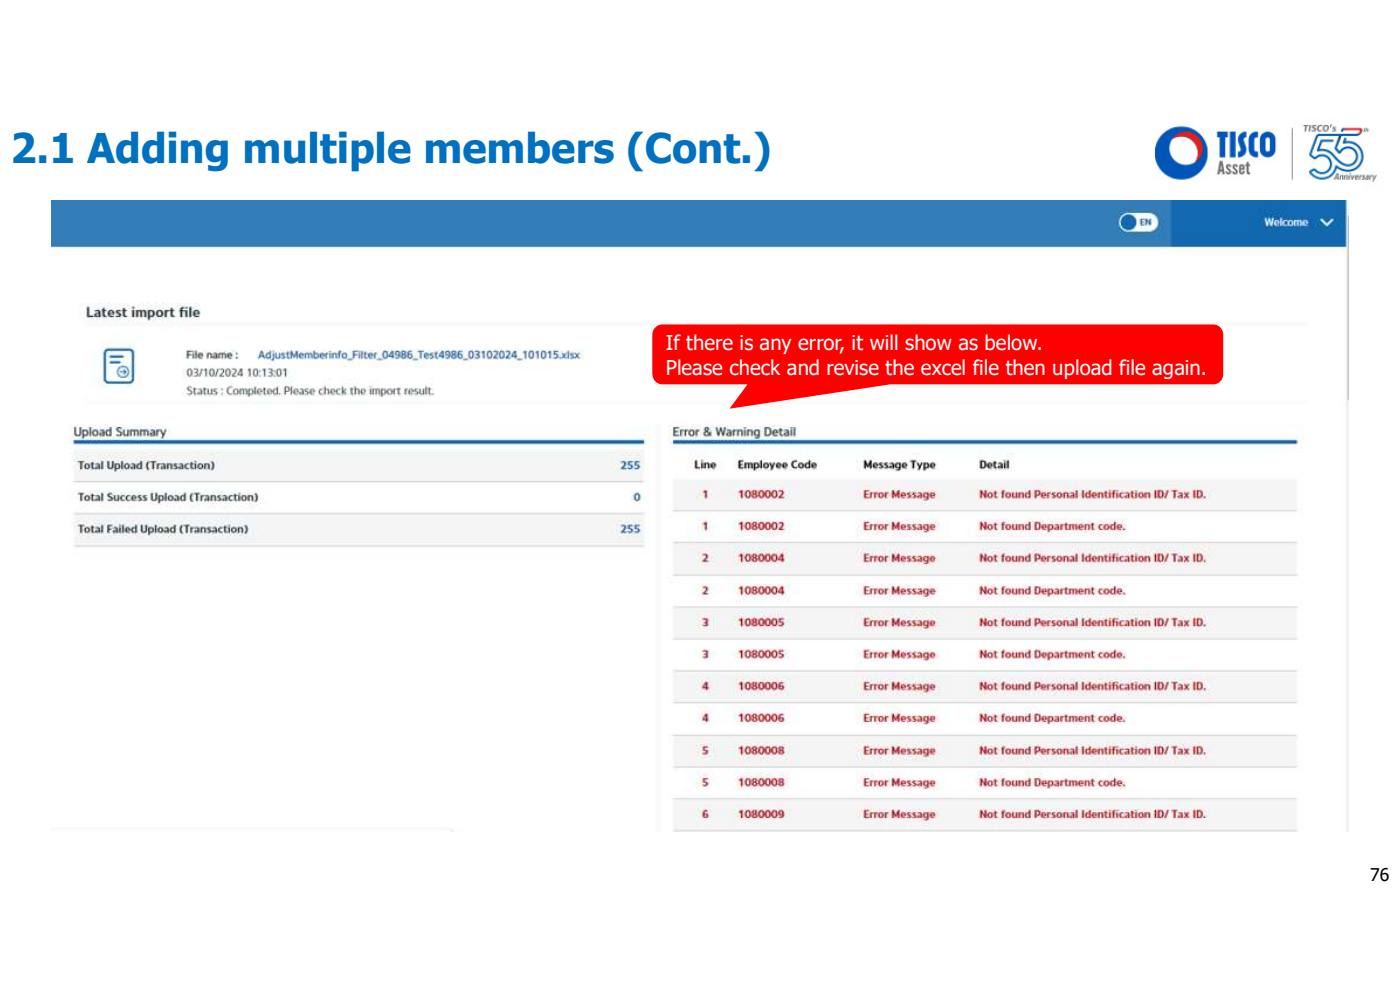 2.1 Adding multiple members (Cont.)
TISCO
Asset
TISCO's
55th
Anniversary
EN
Welcome
Latest import file
File name : AdjustMemberinfo_Filter_04986_Test4986_03102024_101015.xlsx
03/10/2024 10:13:01
Status : Completed. Please check the import result.
If there is any error, it will show as below.
Please check and revise the excel file then upload file again.
Upload Summary
Total Upload (Transaction) 255
Total Success Upload (Transaction) 0
Total Failed Upload (Transaction) 255
Error & Warning Detail
Line Employee Code Message Type Detail
1 1080002 Error Message Not found Personal Identification ID/ Tax ID.
1 1080002 Error Message Not found Department code.
2 1080004 Error Message Not found Personal Identification ID/ Tax ID.
2 1080004 Error Message Not found Department code.
3 1080005 Error Message Not found Personal Identification ID/ Tax ID.
3 1080005 Error Message Not found Department code.
4 1080006 Error Message Not found Personal Identification ID/ Tax ID.
4 1080006 Error Message Not found Department code.
5 1080008 Error Message Not found Personal Identification ID/ Tax ID.
5 1080008 Error Message Not found Department code.
6 1080009 Error Message Not found Personal Identification ID/ Tax ID.
76